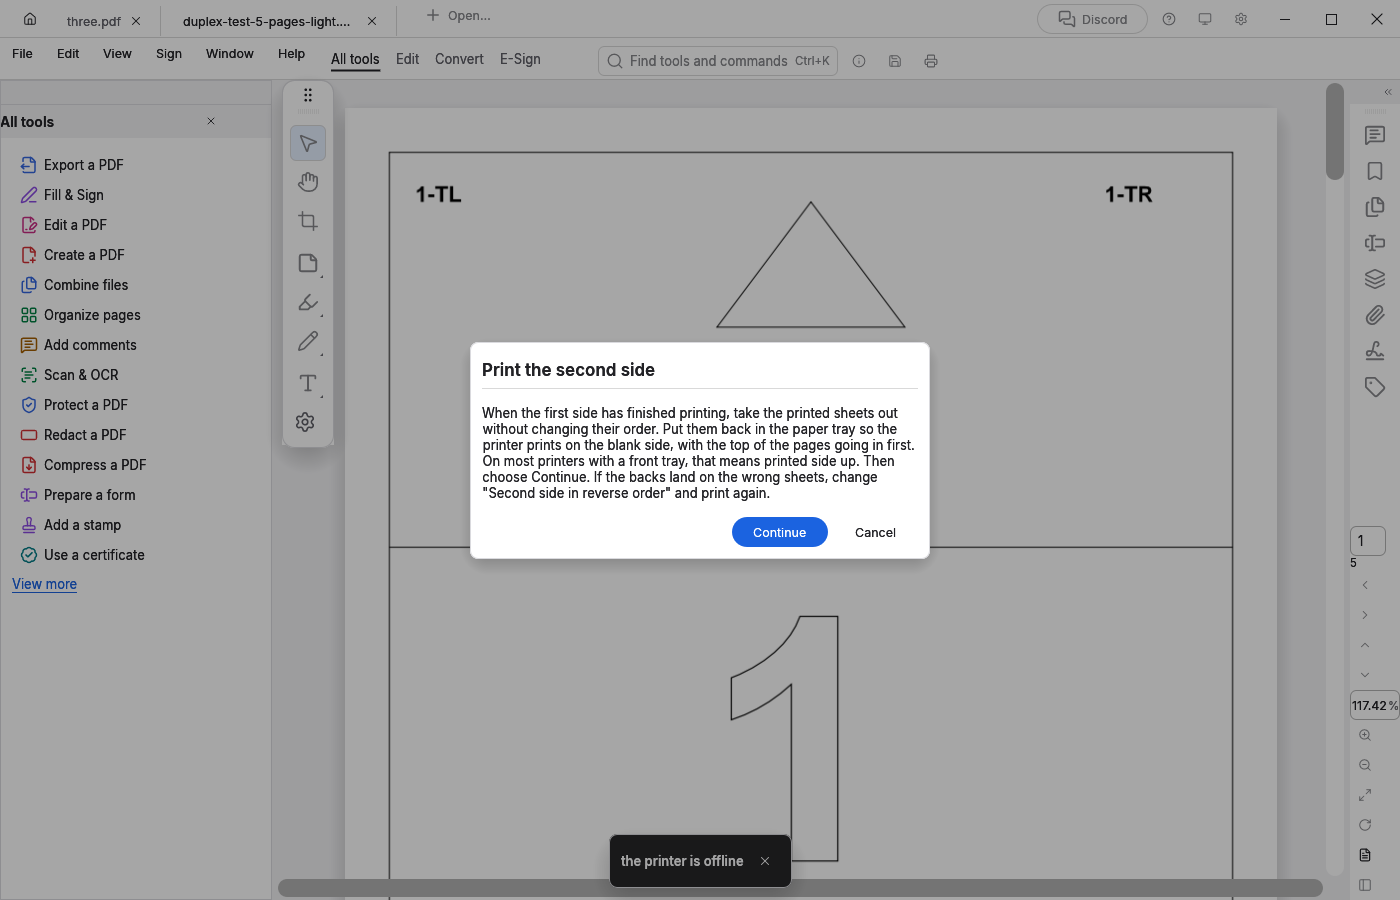 three.pdf
duplex-test-5-pages-light....
Open...
Discord
File
Edit
View
Sign
Window
Help
All tools
Edit
Convert
E-Sign
Find tools and commands
Ctrl+K
All tools
Export a PDF
Fill & Sign
Edit a PDF
Create a PDF
Combine files
Organize pages
Add comments
Scan & OCR
Protect a PDF
Redact a PDF
Compress a PDF
Prepare a form
Add a stamp
Use a certificate
View more
1-TL
1-TR
Print the second side
When the first side has finished printing, take the printed sheets out
without changing their order. Put them back in the paper tray so the
printer prints on the blank side, with the top of the pages going in first.
On most printers with a front tray, that means printed side up. Then
choose Continue. If the backs land on the wrong sheets, change
"Second side in reverse order" and print again.
Continue
Cancel
1
the printer is offline
1
5
117.42%